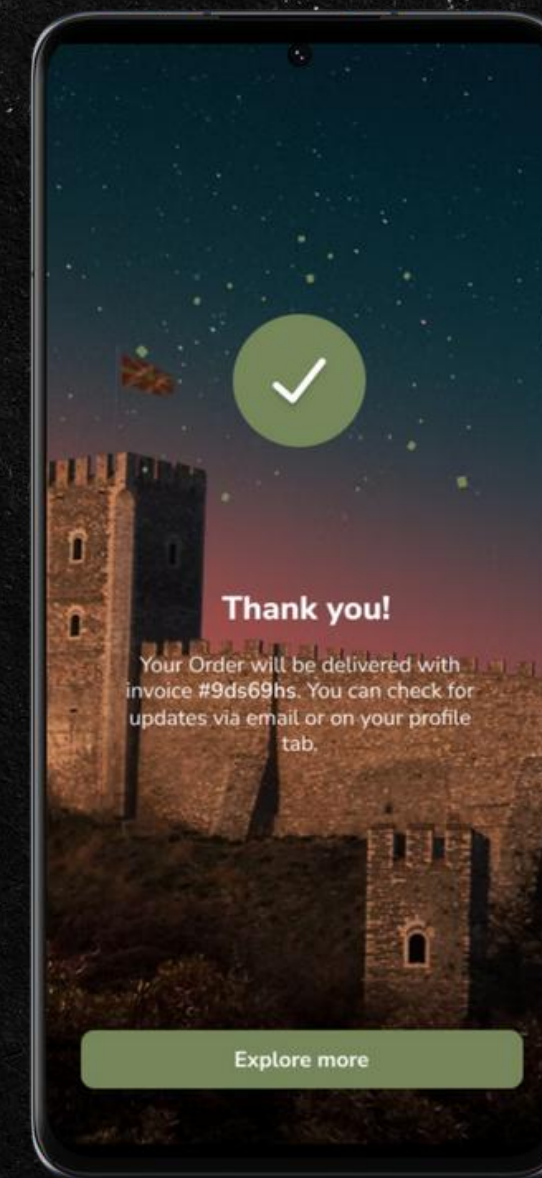 Thank you!
Your Order will be delivered with
invoice #9ds69hs. You can check for
updates via email or on your profile
tab.
Explore more